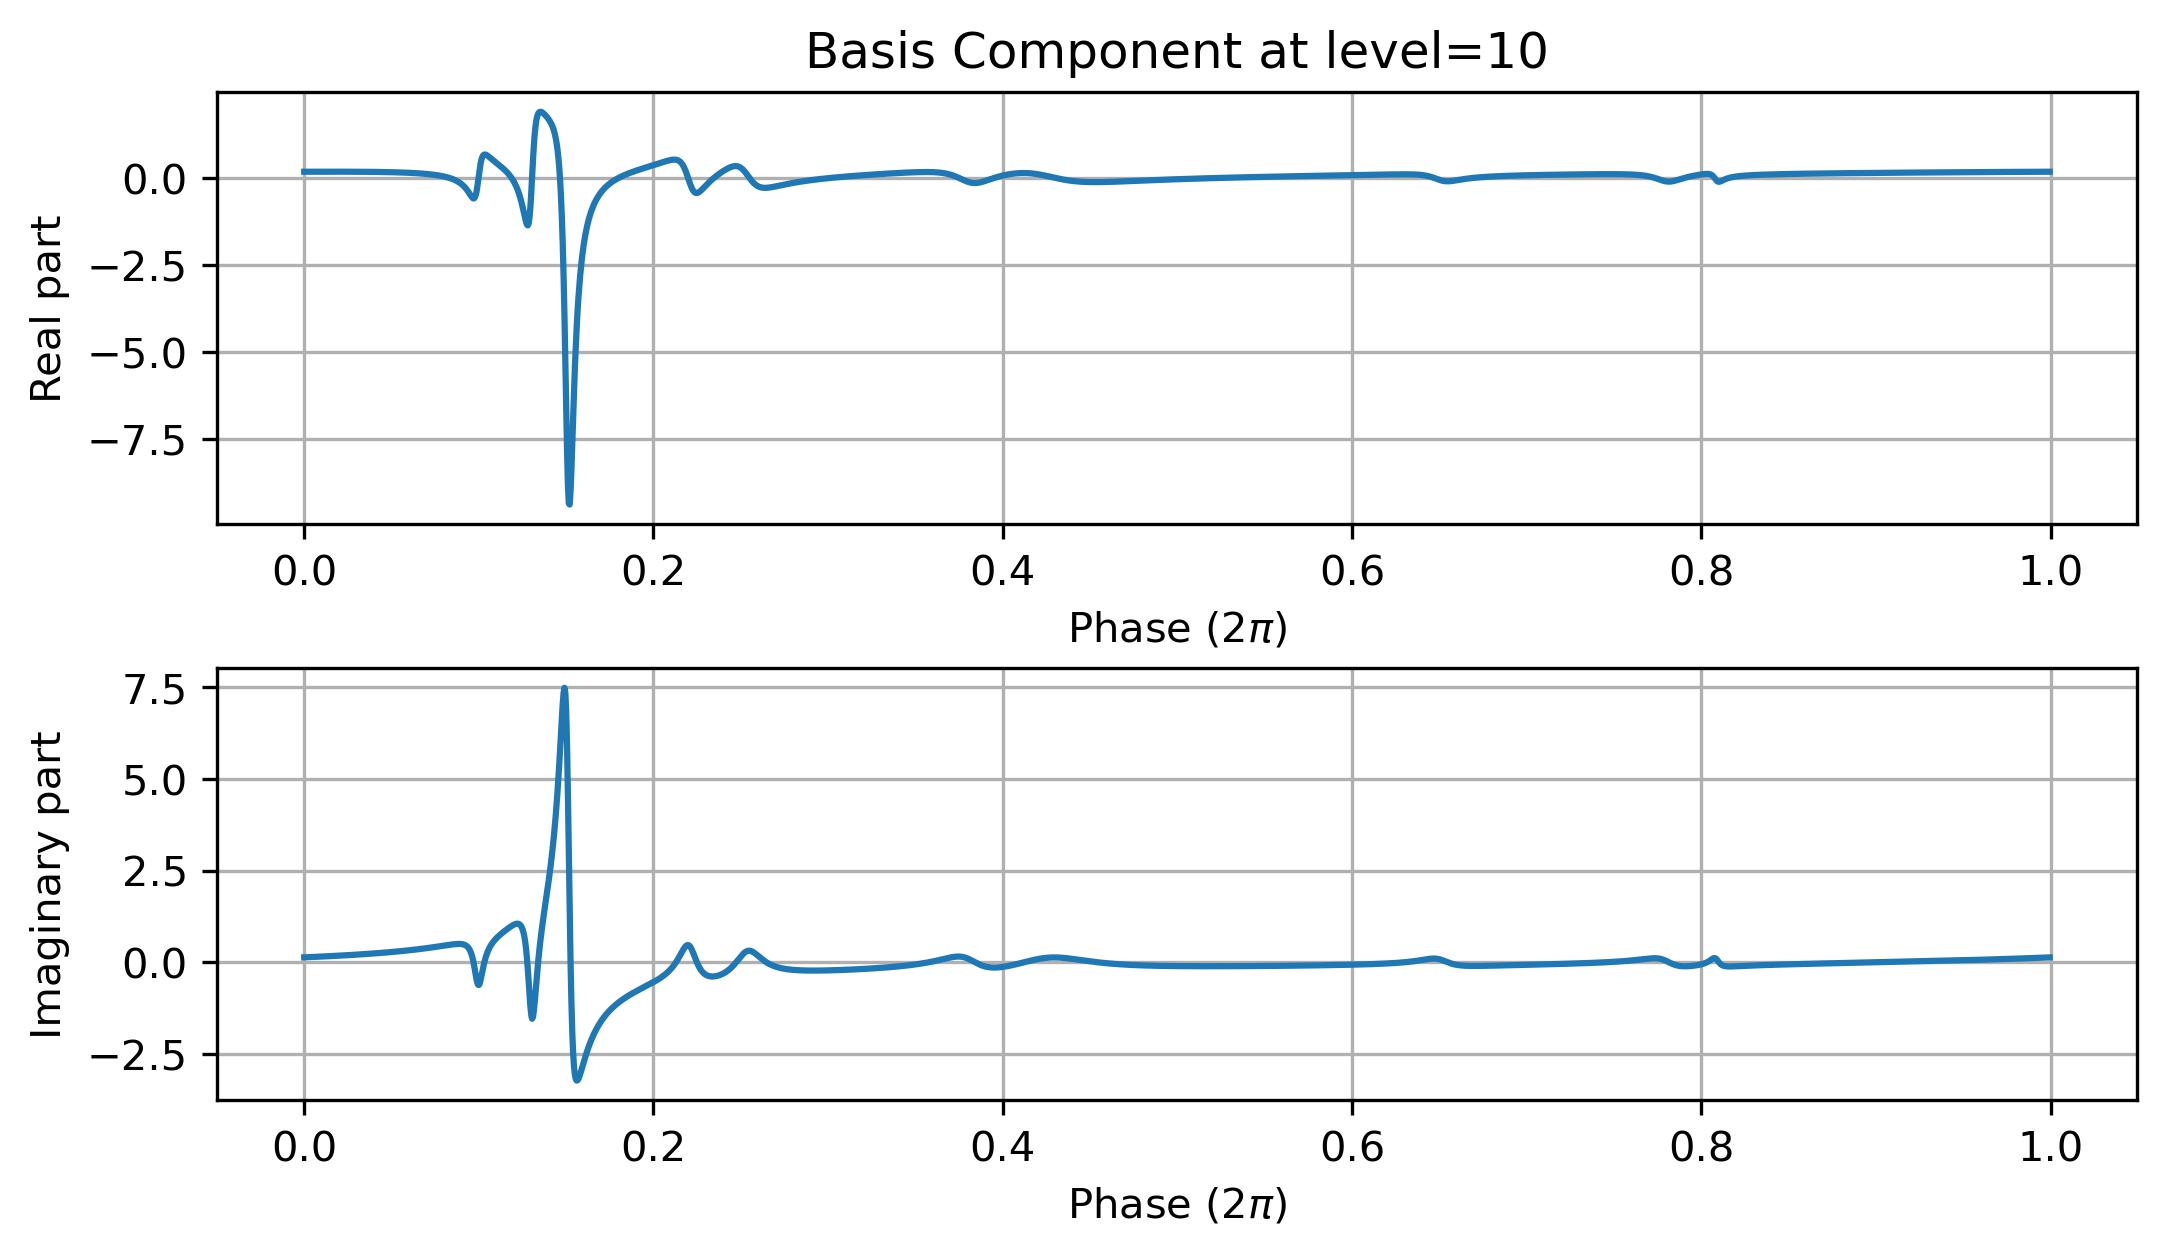 Basis Component at level=10
Real part
0.0
−2.5
−5.0
−7.5
0.0 0.2 0.4 0.6 0.8 1.0
Phase (2π)
Imaginary part
7.5
5.0
2.5
0.0
−2.5
0.0 0.2 0.4 0.6 0.8 1.0
Phase (2π)